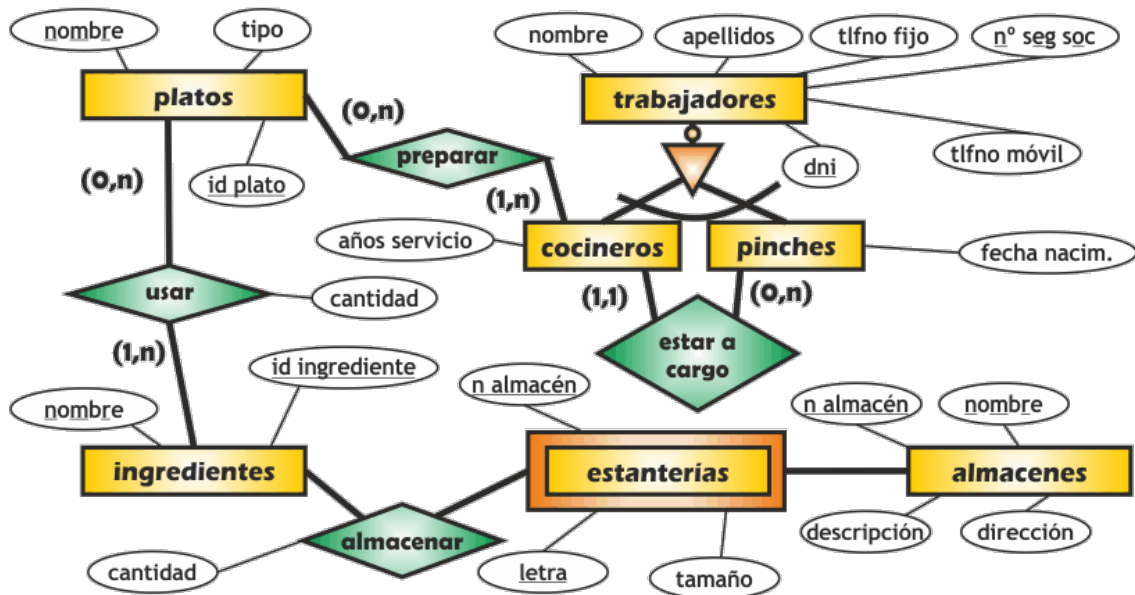 nombre
tipo
platos
id plato
(0,n)
(0,n)
preparar
(1,n)
nombre
apellidos
tlfno fijo
nº seg soc
trabajadores
dni
tlfno móvil
años servicio
cocineros
pinches
fecha nacim.
(1,1)
(0,n)
estar a
cargo
usar
cantidad
(1,n)
nombre
id ingrediente
ingredientes
almacenar
cantidad
n almacén
estanterías
letra
tamaño
n almacén
nombre
almacenes
descripción
dirección